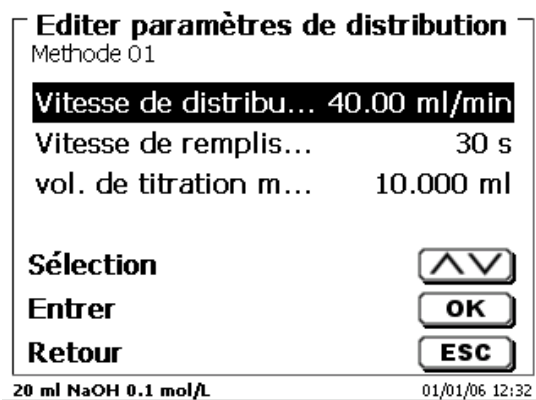 Editer paramètres de distribution
Methode 01
Vitesse de distribu... 40.00 ml/min
Vitesse de remplis... 30 s
vol. de titration m... 10.000 ml
Sélection
Entrer OK
Retour ESC
20 ml NaOH 0.1 mol/L 01/01/06 12:32